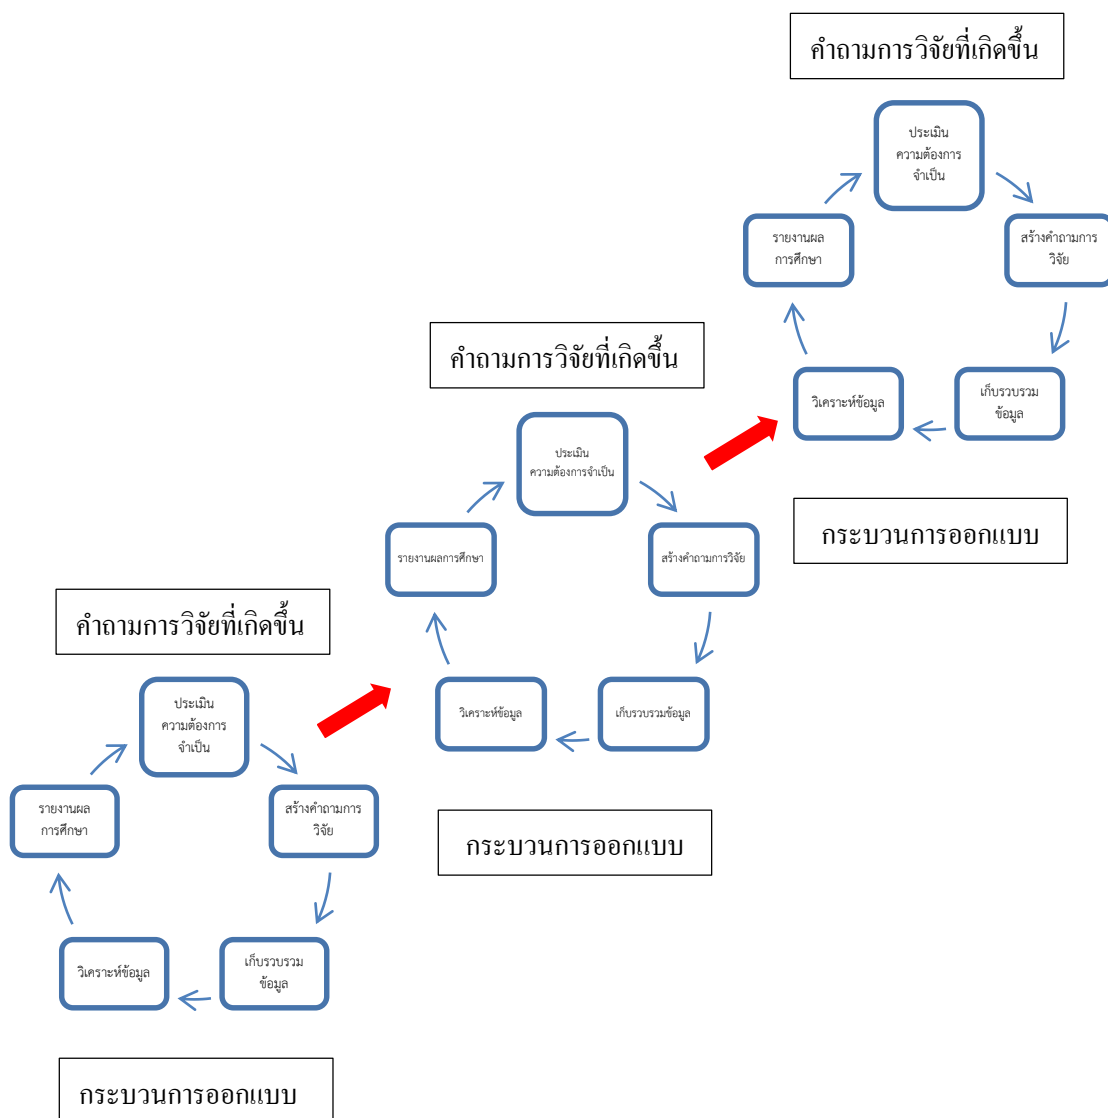 คำถามการวิจัยที่เกิดขึ้น
ประเมิน
ความต้องการ
จำเป็น
รายงานผล
การศึกษา
สร้างคำถามการ
วิจัย
วิเคราะห์ข้อมูล
เก็บรวบรวม
ข้อมูล
กระบวนการออกแบบ
คำถามการวิจัยที่เกิดขึ้น
ประเมิน
ความต้องการจำเป็น
รายงานผลการศึกษา
สร้างคำถามการวิจัย
วิเคราะห์ข้อมูล
เก็บรวบรวมข้อมูล
กระบวนการออกแบบ
คำถามการวิจัยที่เกิดขึ้น
ประเมิน
ความต้องการ
จำเป็น
รายงานผล
การศึกษา
สร้างคำถามการ
วิจัย
วิเคราะห์ข้อมูล
เก็บรวบรวม
ข้อมูล
กระบวนการออกแบบ